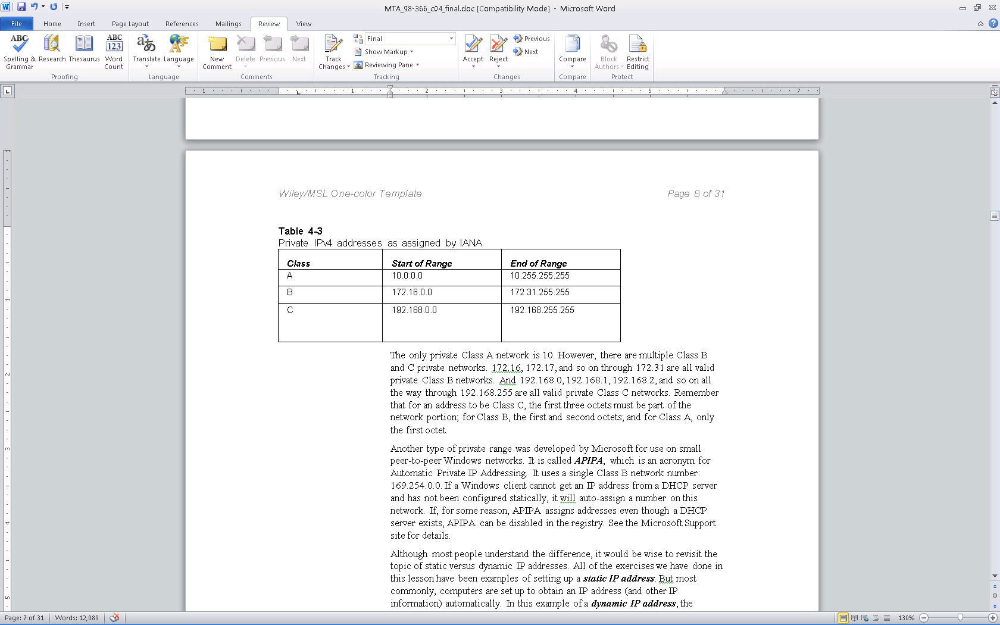 MTA_98-366_c04_final.doc [Compatibility Mode] - Microsoft Word
File Home Insert Page Layout References Mailings Review View
Spelling & Grammar
Research
Thesaurus
Word Count
Proofing
Translate
Language
Language
New Comment
Delete
Previous
Next
Comments
Track Changes
Final
Show Markup
Reviewing Pane
Tracking
Accept
Reject
Previous
Next
Changes
Compare
Compare
Block Authors
Restrict Editing
Protect
1 1 2 3 4 5 7
Wiley/MSL One-color Template Page 8 of 31
Table 4-3
Private IPv4 addresses as assigned by IANA
Class Start of Range End of Range
A 10.0.0.0 10.255.255.255
B 172.16.0.0 172.31.255.255
C 192.168.0.0 192.168.255.255
The only private Class A network is 10. However, there are multiple Class B
and C private networks. 172.16, 172.17, and so on through 172.31 are all valid
private Class B networks. And 192.168.0, 192.168.1, 192.168.2, and so on all
the way through 192.168.255 are all valid private Class C networks. Remember
that for an address to be Class C, the first three octets must be part of the
network portion; for Class B, the first and second octets; and for Class A, only
the first octet.
Another type of private range was developed by Microsoft for use on small
peer-to-peer Windows networks. It is called APIPA, which is an acronym for
Automatic Private IP Addressing. It uses a single Class B network number:
169.254.0.0. If a Windows client cannot get an IP address from a DHCP server
and has not been configured statically, it will auto-assign a number on this
network. If, for some reason, APIPA assigns addresses even though a DHCP
server exists, APIPA can be disabled in the registry. See the Microsoft Support
site for details.
Although most people understand the difference, it would be wise to revisit the
topic of static versus dynamic IP addresses. All of the exercises we have done in
this lesson have been examples of setting up a static IP address. But most
commonly, computers are set up to obtain an IP address (and other IP
information) automatically. In this example of a dynamic IP address, the
Page: 7 of 31 Words: 12,089 130%